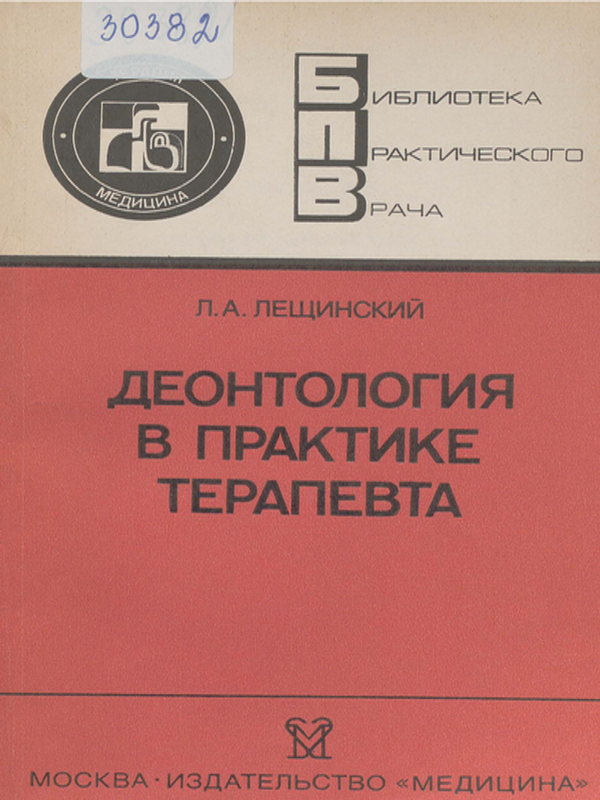 30382
МЕДИЦИНА
БИБЛИОТЕКА
ПРАКТИЧЕСКОГО
ВРАЧА
Л. А. ЛЕЩИНСКИЙ
ДЕОНТОЛОГИЯ
В ПРАКТИКЕ
ТЕРАПЕВТА
МОСКВА · ИЗДАТЕЛЬСТВО «МЕДИЦИНА»